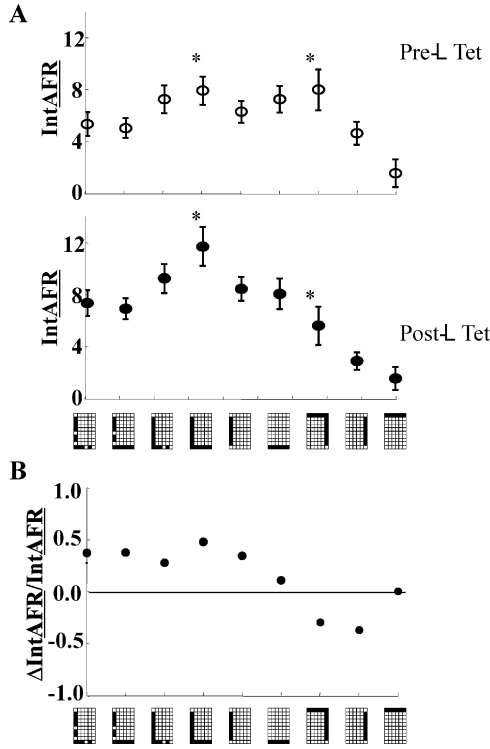 A
12
8
4
0
IntAFR
*
*
Pre-L Tet
12
8
4
0
IntAFR
*
*
Post-L Tet
B
1.0
0.5
0.0
-0.5
-1.0
ΔIntAFR/IntAFR